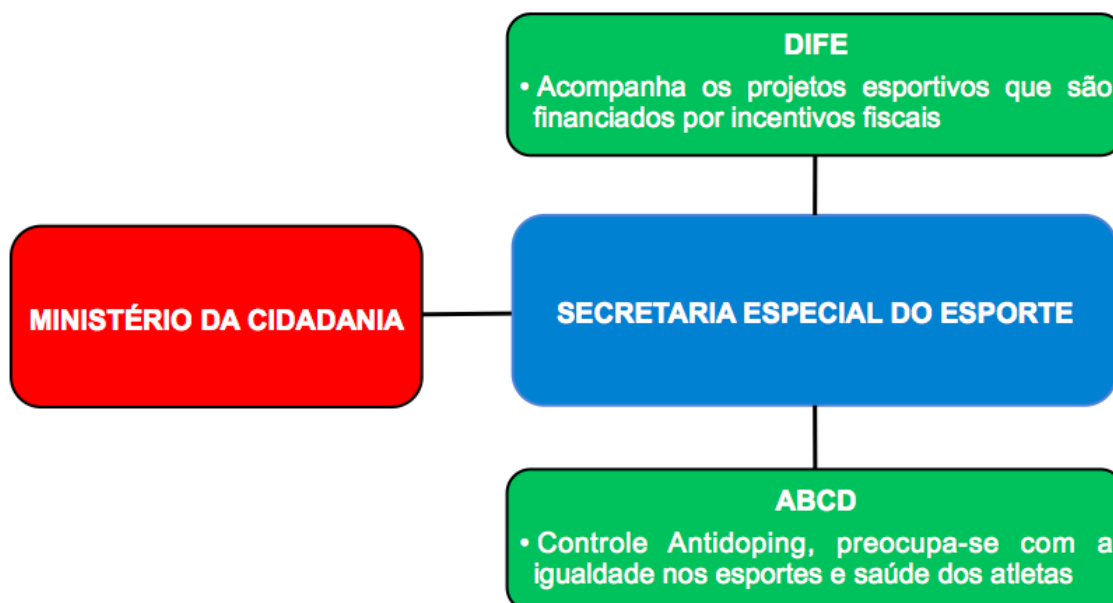 DIFE
• Acompanha os projetos esportivos que são
financiados por incentivos fiscais
MINISTÉRIO DA CIDADANIA
SECRETARIA ESPECIAL DO ESPORTE
ABCD
• Controle Antidoping, preocupa-se com a
igualdade nos esportes e saúde dos atletas